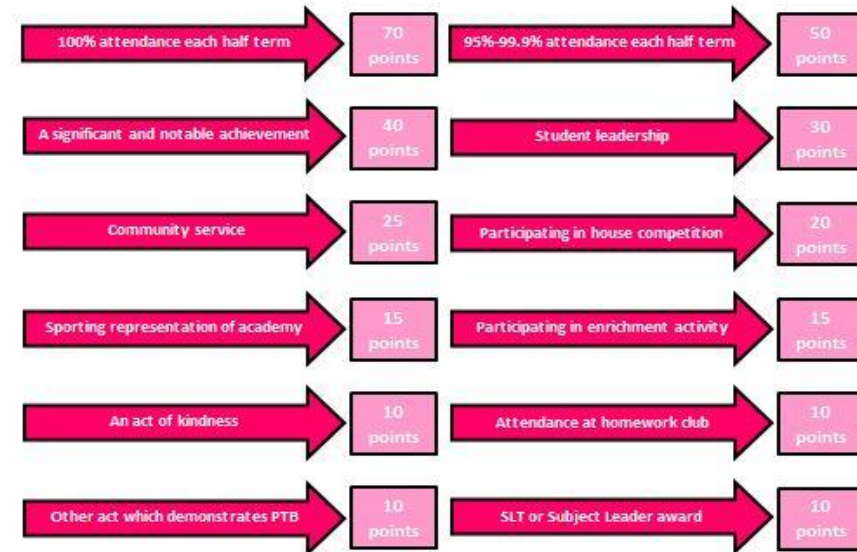 100% attendance each half term
70
points
95%-99.9% attendance each half term
50
points
A significant and notable achievement
40
points
Student leadership
30
points
Community service
25
points
Participating in house competition
20
points
Sporting representation of academy
15
points
Participating in enrichment activity
15
points
An act of kindness
10
points
Attendance at homework club
10
points
Other act which demonstrates PTB
10
points
SLT or Subject Leader award
10
points